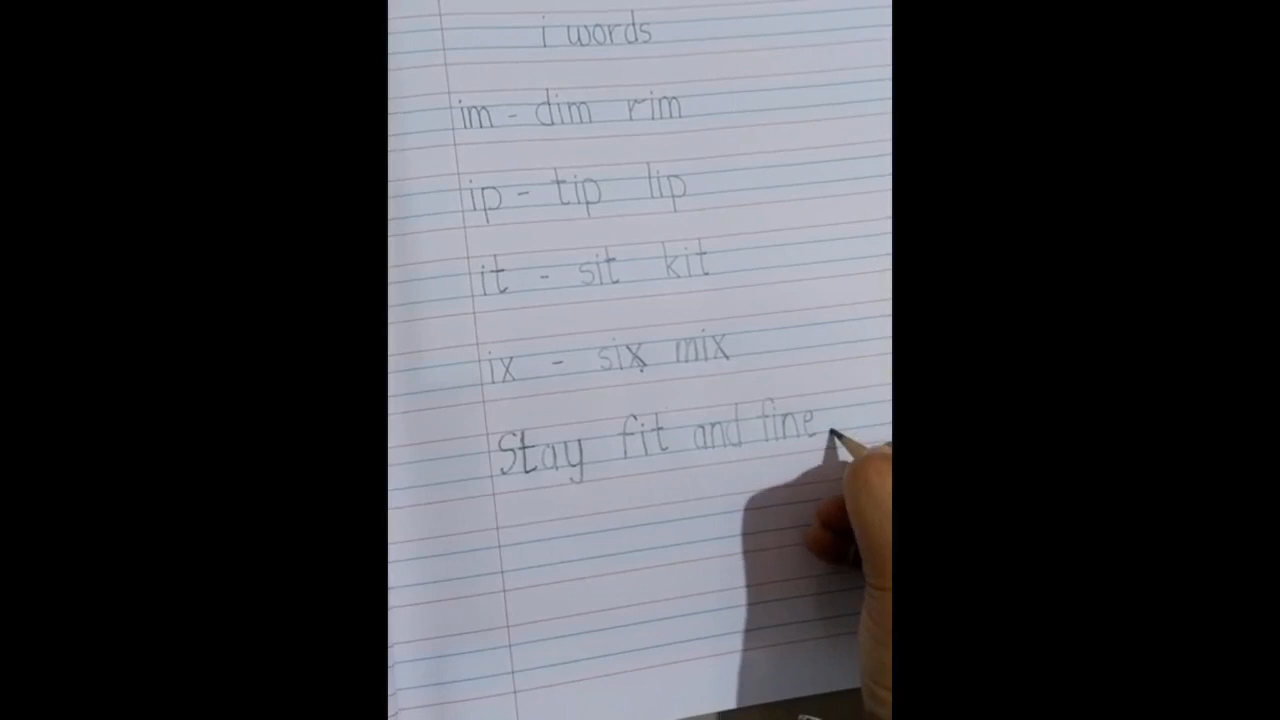 i words
im - dim rim
ip - tip lip
it - sit kit
ix - six mix
Stay fit and fine